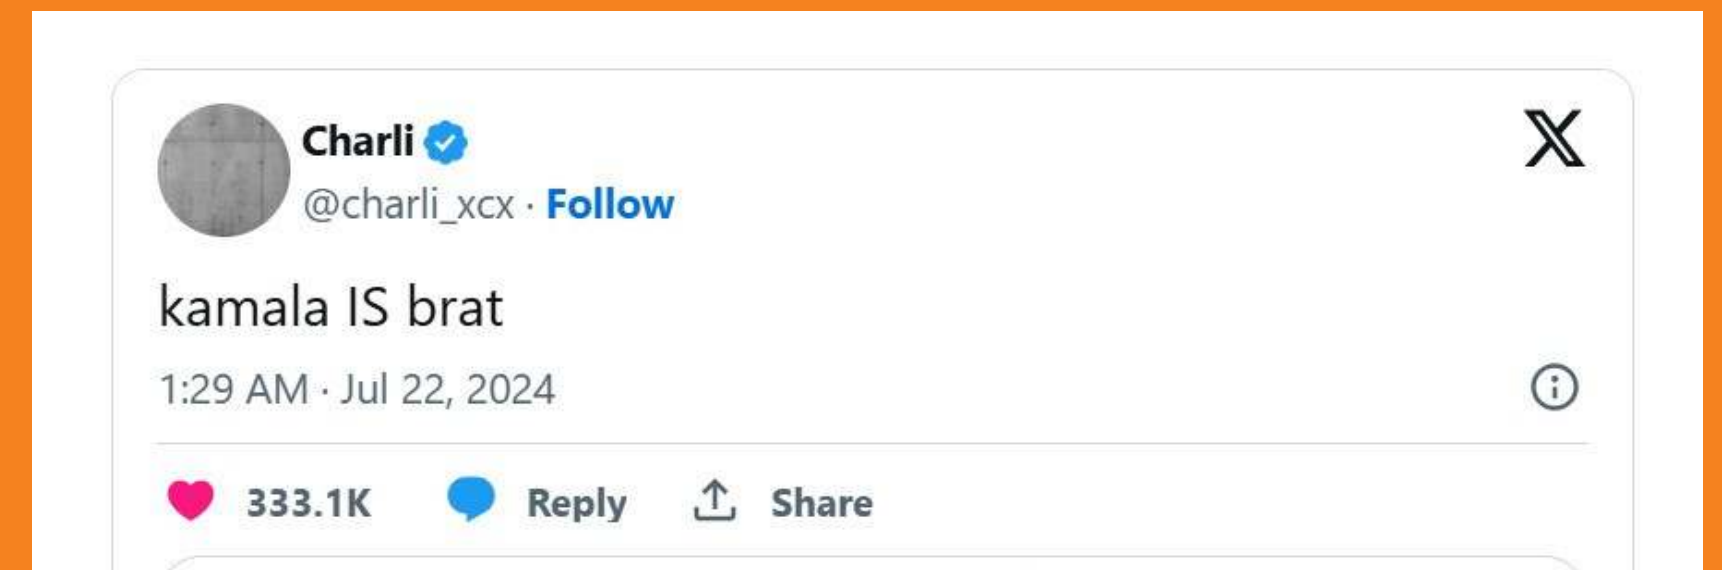 Charli
@charli_xcx · Follow
kamala IS brat
1:29 AM · Jul 22, 2024
333.1K Reply Share